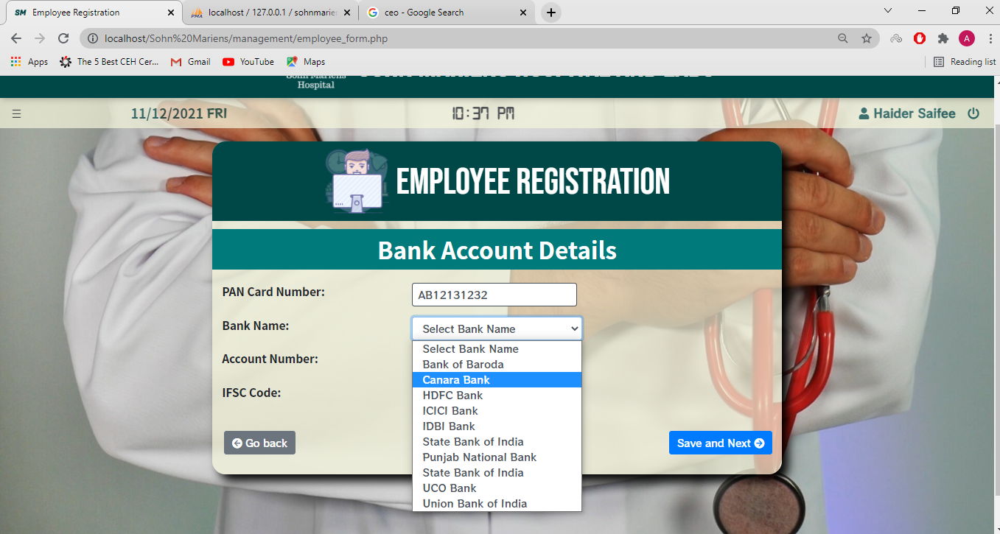 SM Employee Registration
localhost / 127.0.0.1 / sohnmarie
ceo - Google Search
localhost/Sohn%20Mariens/management/employee_form.php
A
Apps
The 5 Best CEH Cer...
Gmail
YouTube
Maps
Reading list
Hospital
11/12/2021 FRI
10:37 PM
Haider Saifee
EMPLOYEE REGISTRATION
Bank Account Details
PAN Card Number:
AB12131232
Bank Name:
Select Bank Name
Select Bank Name
Bank of Baroda
Account Number:
Canara Bank
HDFC Bank
IFSC Code:
ICICI Bank
IDBI Bank
Go back
State Bank of India
Save and Next
Punjab National Bank
State Bank of India
UCO Bank
Union Bank of India